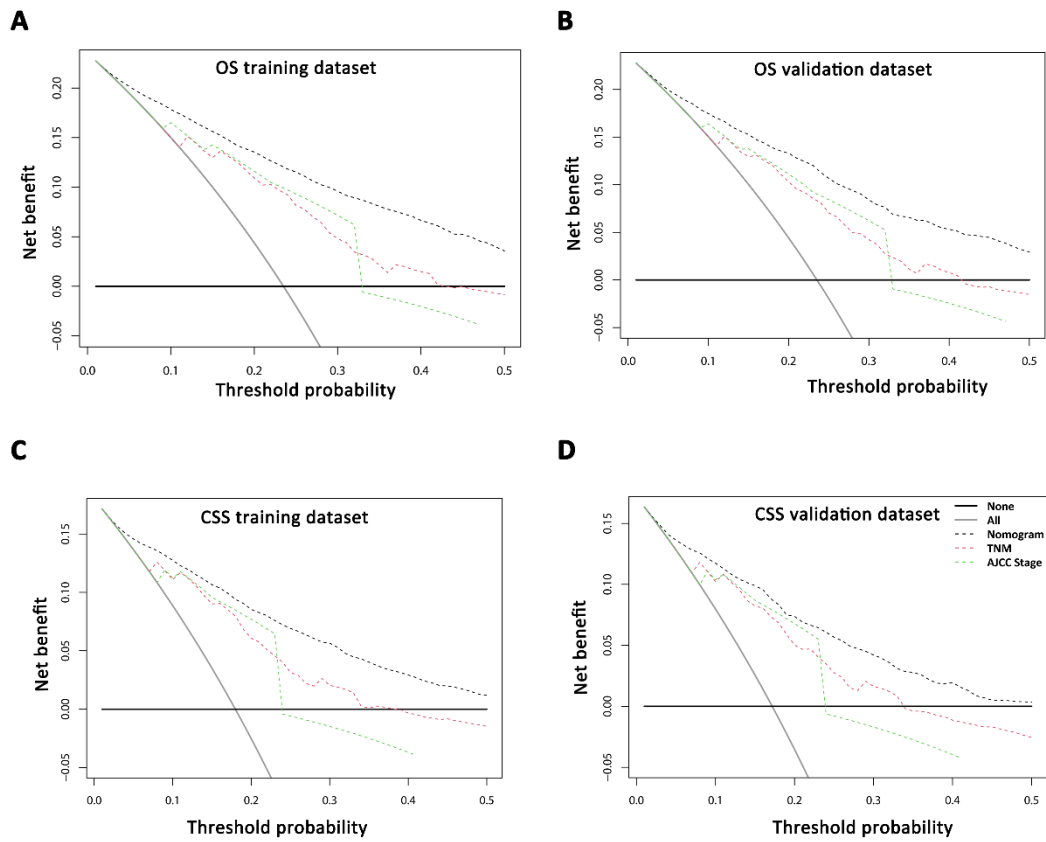 A
OS training dataset
Net benefit
0.20
0.15
0.10
0.05
0.00
−0.05
0.0 0.1 0.2 0.3 0.4 0.5
Threshold probability
B
OS validation dataset
Net benefit
0.20
0.15
0.10
0.05
0.00
−0.05
0.0 0.1 0.2 0.3 0.4 0.5
Threshold probability
C
CSS training dataset
Net benefit
0.15
0.10
0.05
0.00
−0.05
0.0 0.1 0.2 0.3 0.4 0.5
Threshold probability
D
CSS validation dataset
None
All
Nomogram
TNM
AJCC Stage
Net benefit
0.15
0.10
0.05
0.00
−0.05
0.0 0.1 0.2 0.3 0.4 0.5
Threshold probability